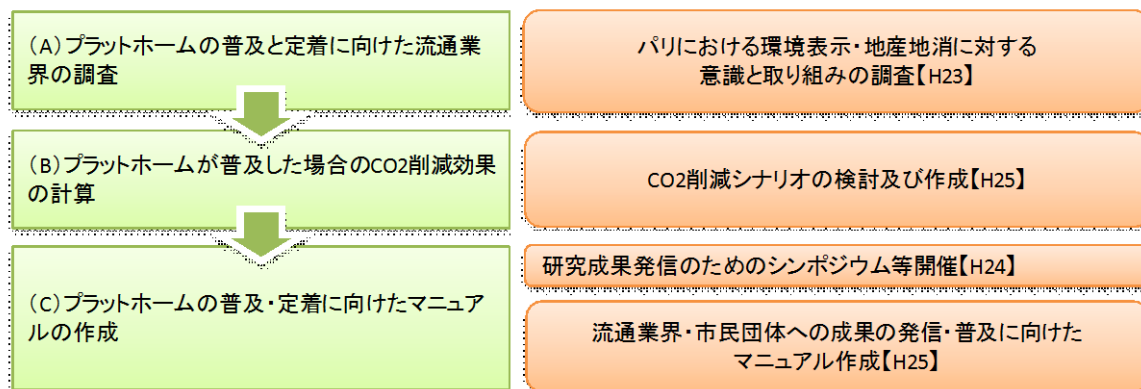 (A)プラットホームの普及と定着に向けた流通業
界の調査
パリにおける環境表示・地産地消に対する
意識と取り組みの調査【H23】
(B)プラットホームが普及した場合のCO2削減効果
の計算
CO2削減シナリオの検討及び作成【H25】
(C)プラットホームの普及・定着に向けたマニュア
ルの作成
研究成果発信のためのシンポジウム等開催【H24】
流通業界・市民団体への成果の発信・普及に向けた
マニュアル作成【H25】